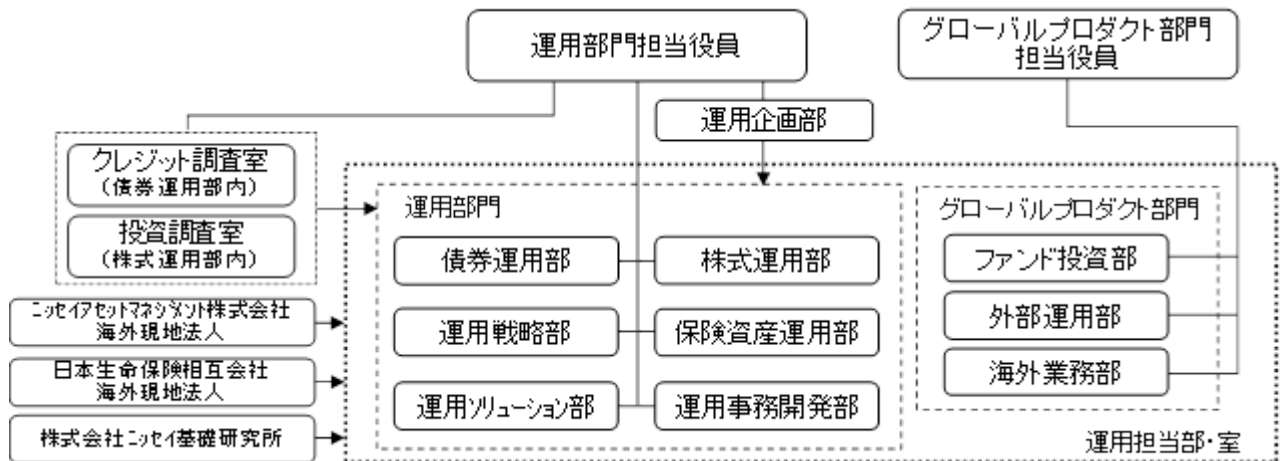 運用部門担当役員
グローバルプロダクト部門
担当役員
運用企画部
クレジット調査室
(債券運用部内)
投資調査室
(株式運用部内)
運用部門
債券運用部
株式運用部
運用戦略部
保険資産運用部
運用ソリューション部
運用事務開発部
グローバルプロダクト部門
ファンド投資部
外部運用部
海外業務部
ニッセイアセットマネジメント株式会社
海外現地法人
日本生命保険相互会社
海外現地法人
株式会社ニッセイ基礎研究所
運用担当部・室